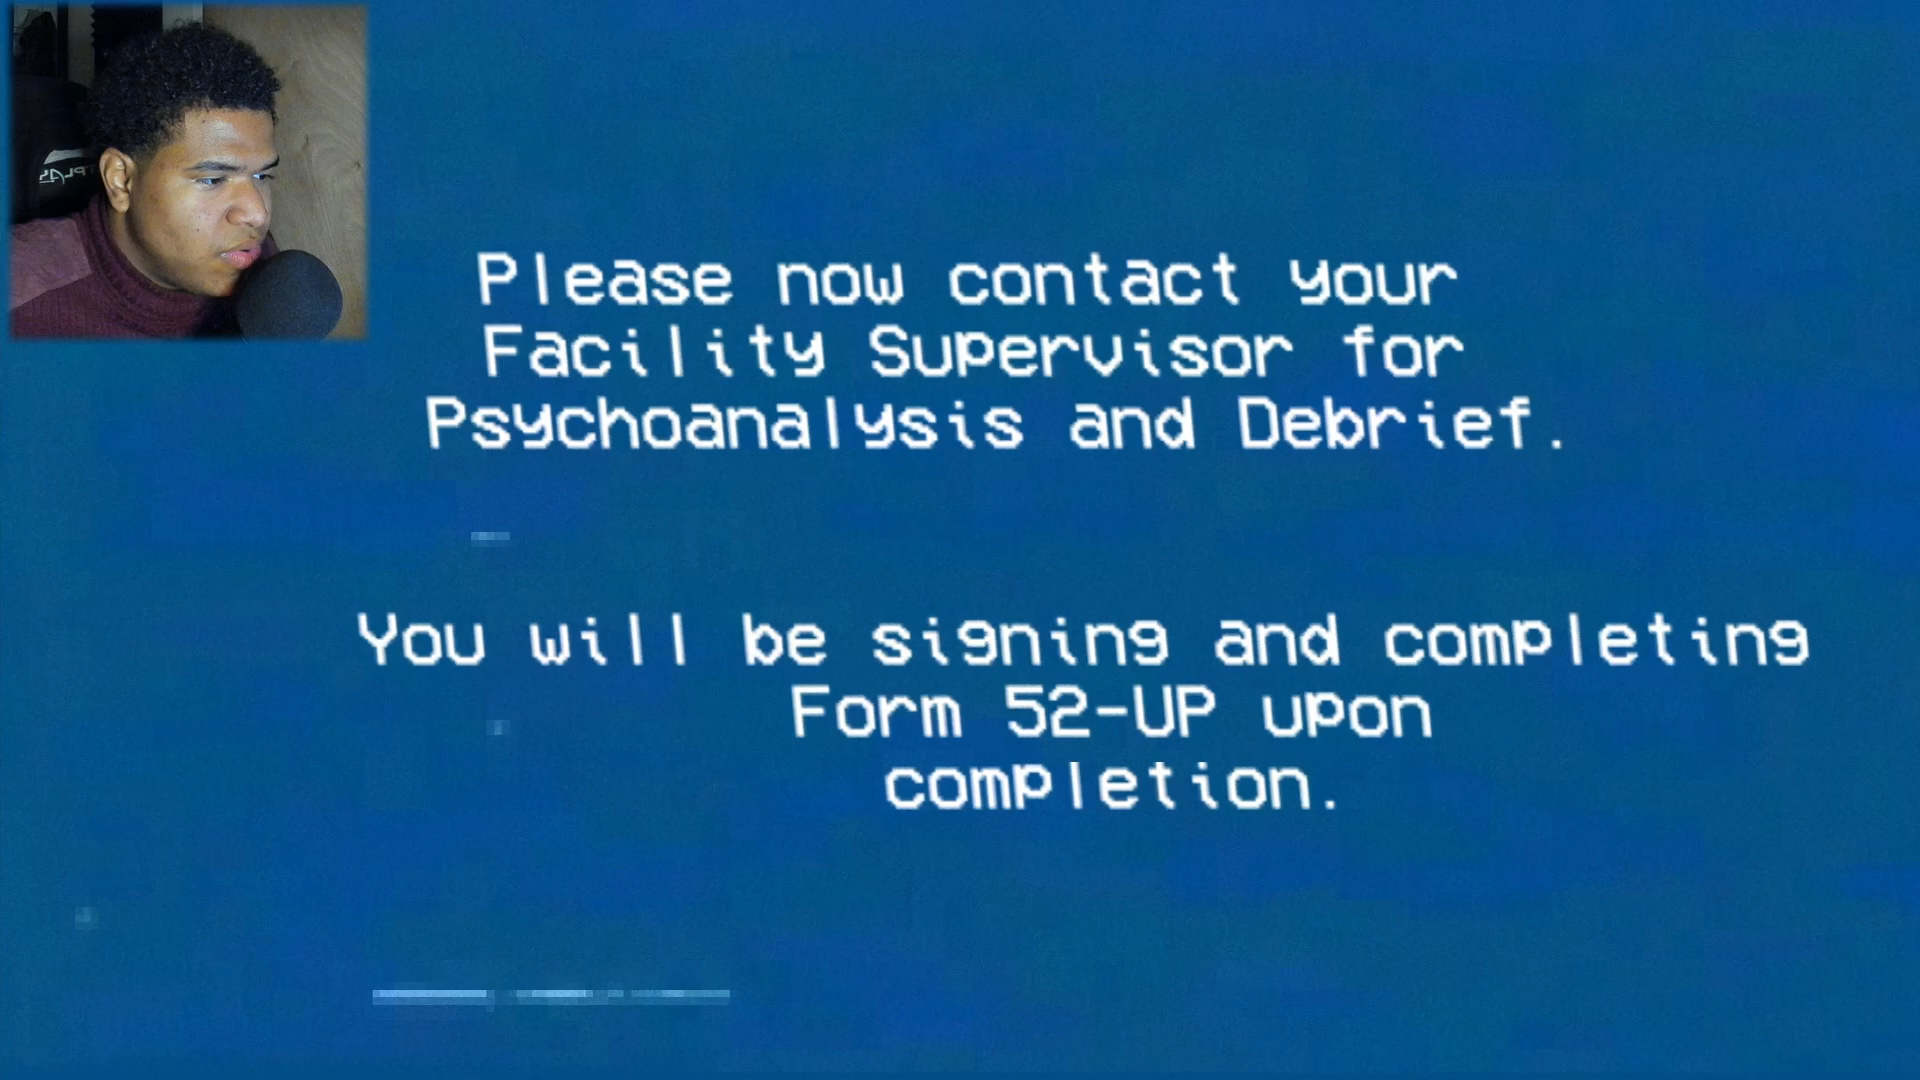 Please now contact your
Facility Supervisor for
Psychoanalysis and Debrief.
You will be signing and completing
Form 52-UP upon
completion.